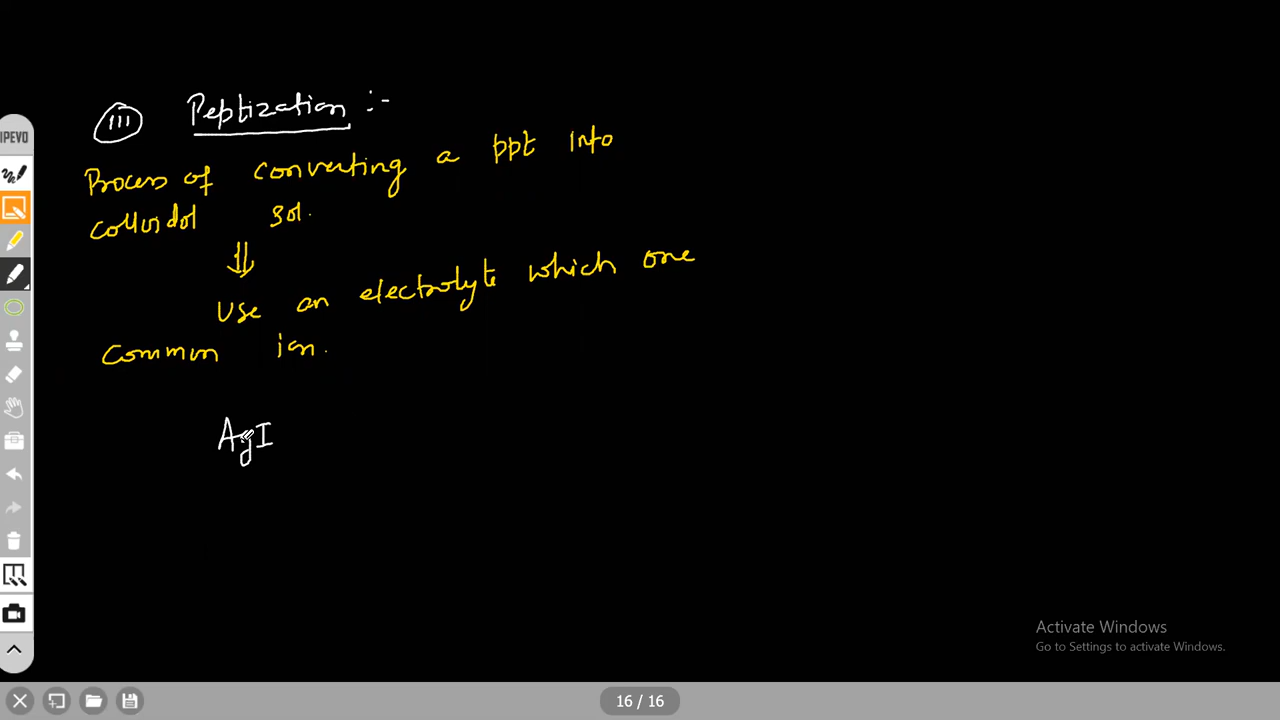 III Peptization :-
IPEVO
Process of converting a ppt into
colloidal sol.
Use an electrolyte which one
Common ion.
AgI
Activate Windows
Go to Settings to activate Windows.
16 / 16